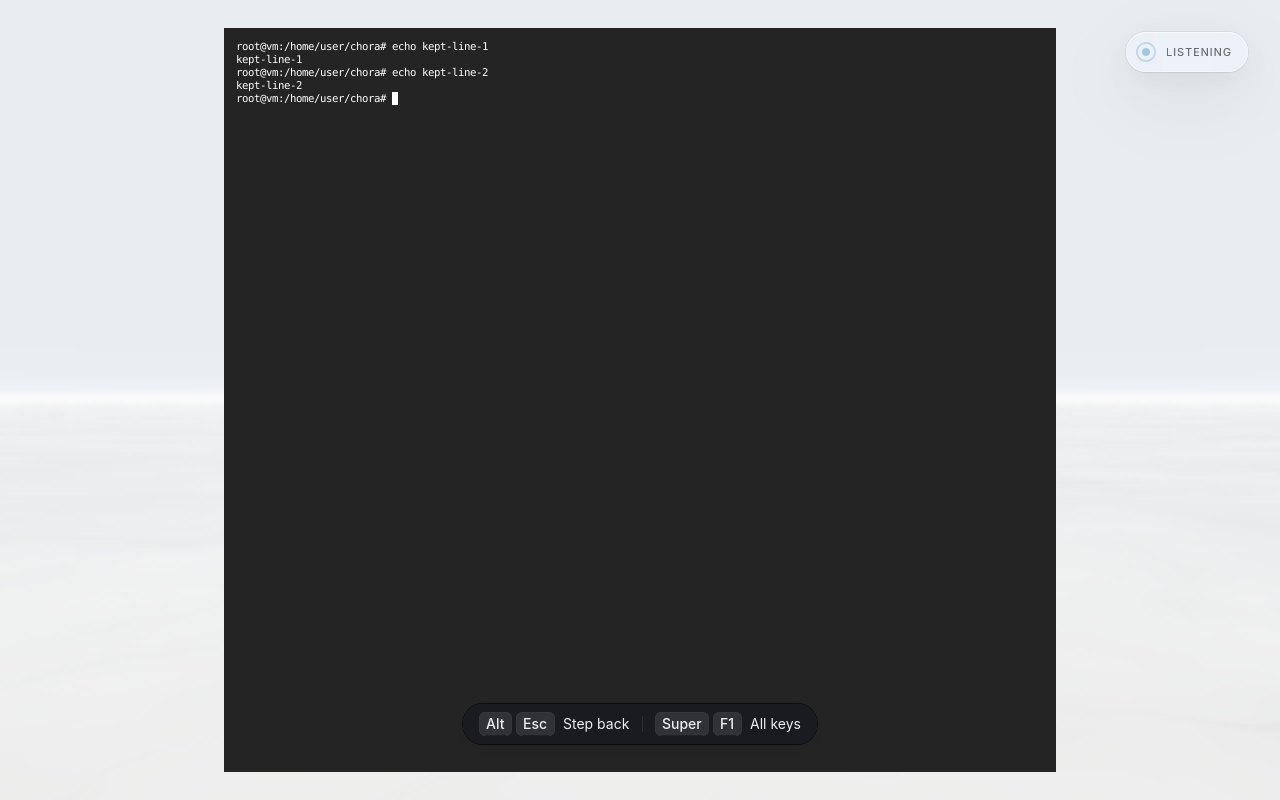 root@vm:/home/user/chora# echo kept-line-1
kept-line-1
root@vm:/home/user/chora# echo kept-line-2
kept-line-2
root@vm:/home/user/chora#
LISTENING
Alt Esc Step back Super F1 All keys